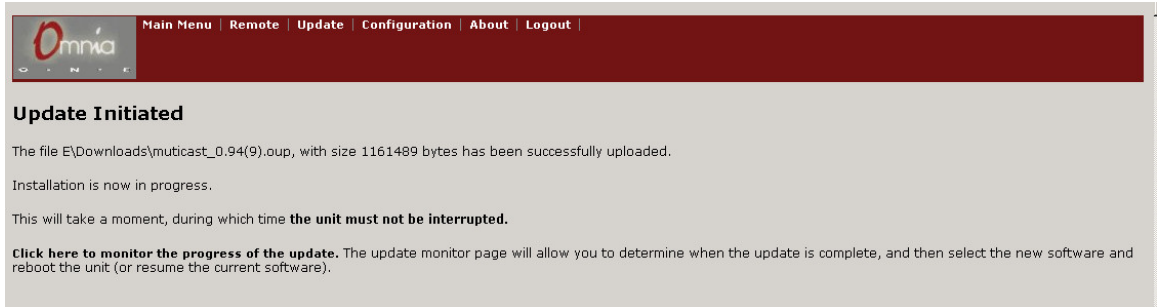 Omnia
O · N · E
Main Menu | Remote | Update | Configuration | About | Logout |
Update Initiated
The file E\Downloads\muticast_0.94(9).oup, with size 1161489 bytes has been successfully uploaded.
Installation is now in progress.
This will take a moment, during which time the unit must not be interrupted.
Click here to monitor the progress of the update. The update monitor page will allow you to determine when the update is complete, and then select the new software and
reboot the unit (or resume the current software).